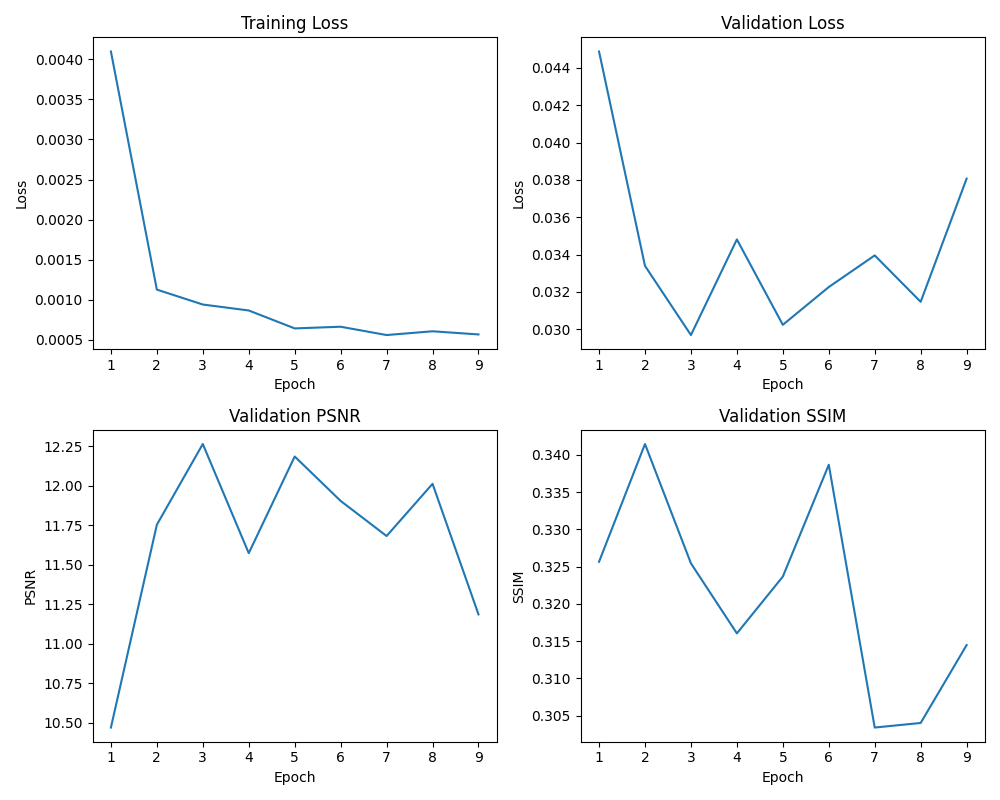 Training Loss
Loss
0.0040
0.0035
0.0030
0.0025
0.0020
0.0015
0.0010
0.0005
1 2 3 4 5 6 7 8 9
Epoch
Validation Loss
Loss
0.044
0.042
0.040
0.038
0.036
0.034
0.032
0.030
1 2 3 4 5 6 7 8 9
Epoch
Validation PSNR
PSNR
12.25
12.00
11.75
11.50
11.25
11.00
10.75
10.50
1 2 3 4 5 6 7 8 9
Epoch
Validation SSIM
SSIM
0.340
0.335
0.330
0.325
0.320
0.315
0.310
0.305
1 2 3 4 5 6 7 8 9
Epoch